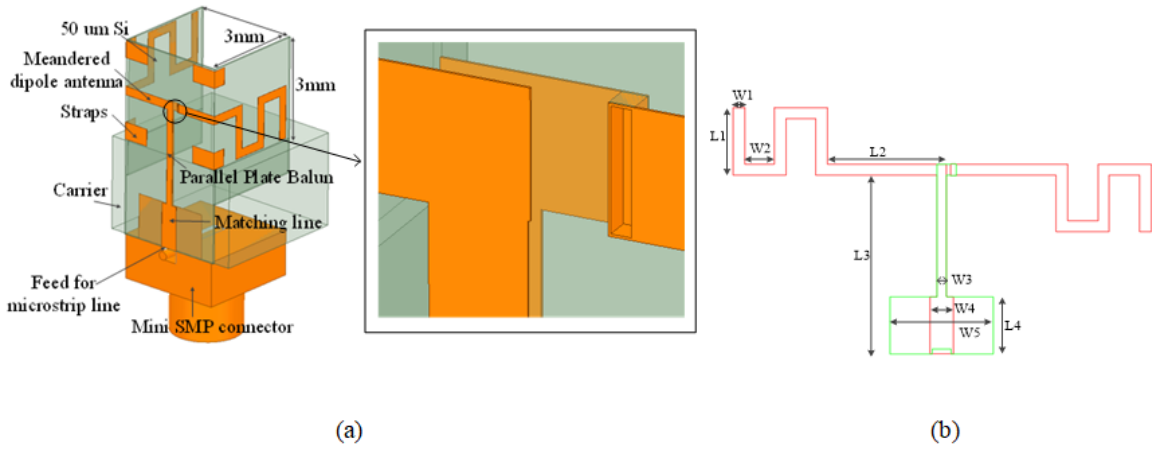 50 um Si
Meandered
dipole antenna
Straps
Carrier
Feed for
microstrip line
Mini SMP connector
3mm
3mm
Parallel Plate Balun
Matching line
(a)
W1
L1
W2
L2
L3
W3
W4
W5
L4
(b)